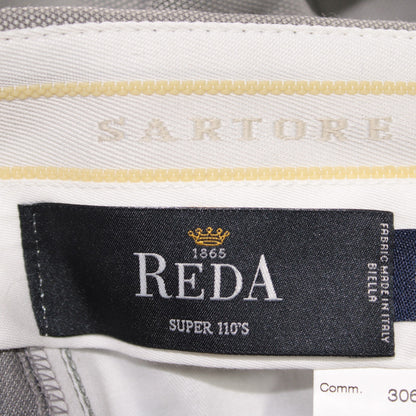 SARTORE
1865
REDA
SUPER 110'S
FABRIC MADE IN ITALY
BIELLA
Comm. 306